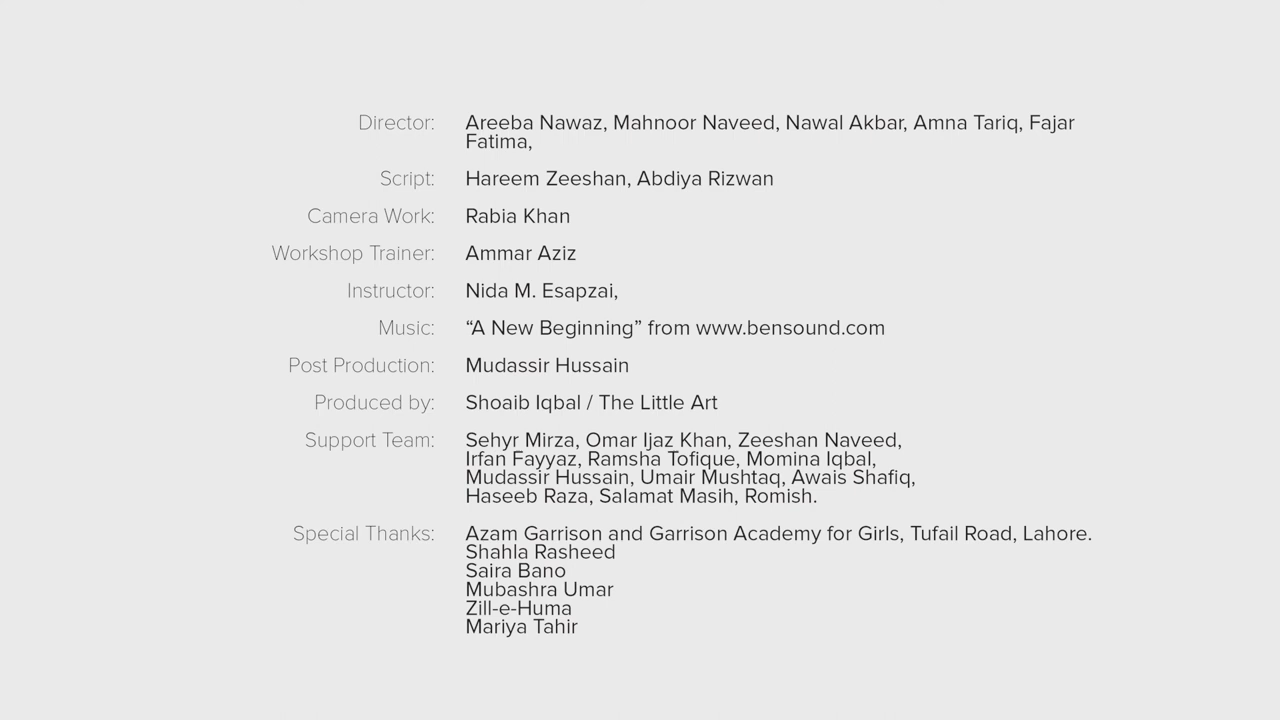 Director: Areeba Nawaz, Mahnoor Naveed, Nawal Akbar, Amna Tariq, Fajar
Fatima,
Script: Hareem Zeeshan, Abdiya Rizwan
Camera Work: Rabia Khan
Workshop Trainer: Ammar Aziz
Instructor: Nida M. Esapzai,
Music: “A New Beginning” from www.bensound.com
Post Production: Mudassir Hussain
Produced by: Shoaib Iqbal / The Little Art
Support Team: Sehyr Mirza, Omar Ijaz Khan, Zeeshan Naveed,
Irfan Fayyaz, Ramsha Tofique, Momina Iqbal,
Mudassir Hussain, Umair Mushtaq, Awais Shafiq,
Haseeb Raza, Salamat Masih, Romish.
Special Thanks: Azam Garrison and Garrison Academy for Girls, Tufail Road, Lahore.
Shahla Rasheed
Saira Bano
Mubashra Umar
Zill-e-Huma
Mariya Tahir